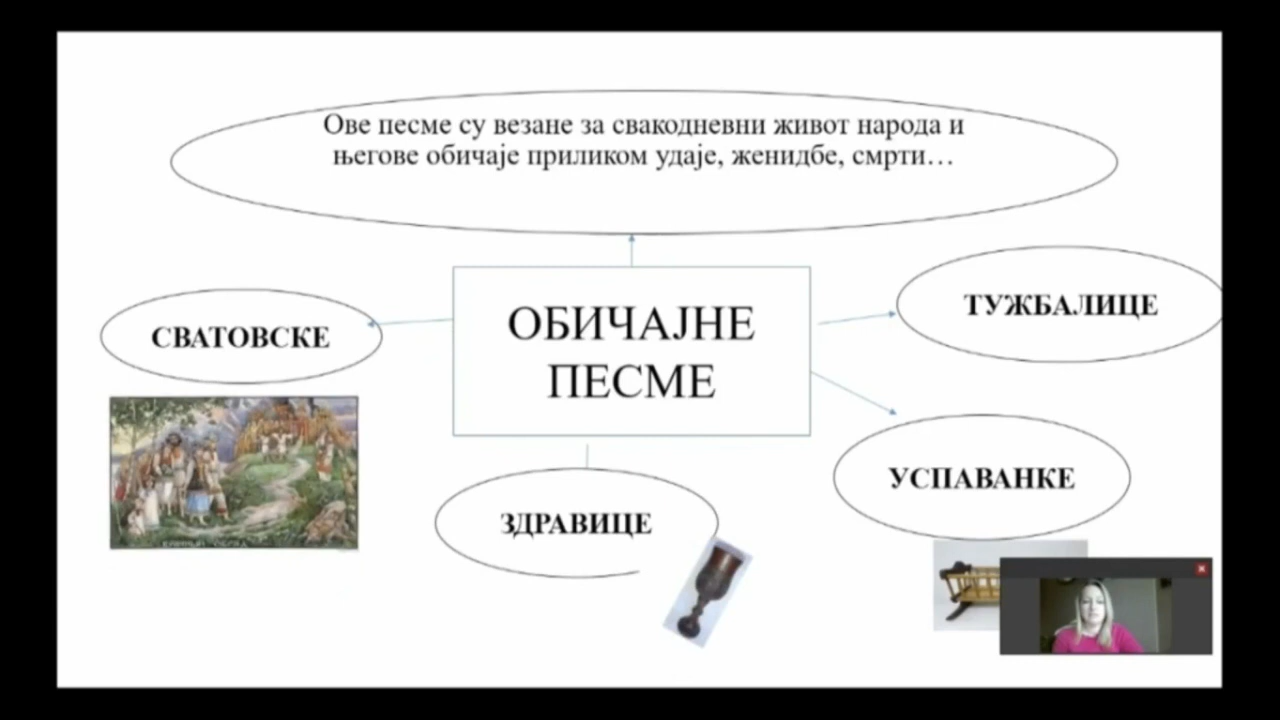 Ове песме су везане за свакодневни живот народа и
његове обичаје приликом удаје, женидбе, смрти…
ОБИЧАЈНЕ
ПЕСМЕ
СВАТОВСКЕ
ТУЖБАЛИЦЕ
УСПАВАНКЕ
ЗДРАВИЦЕ